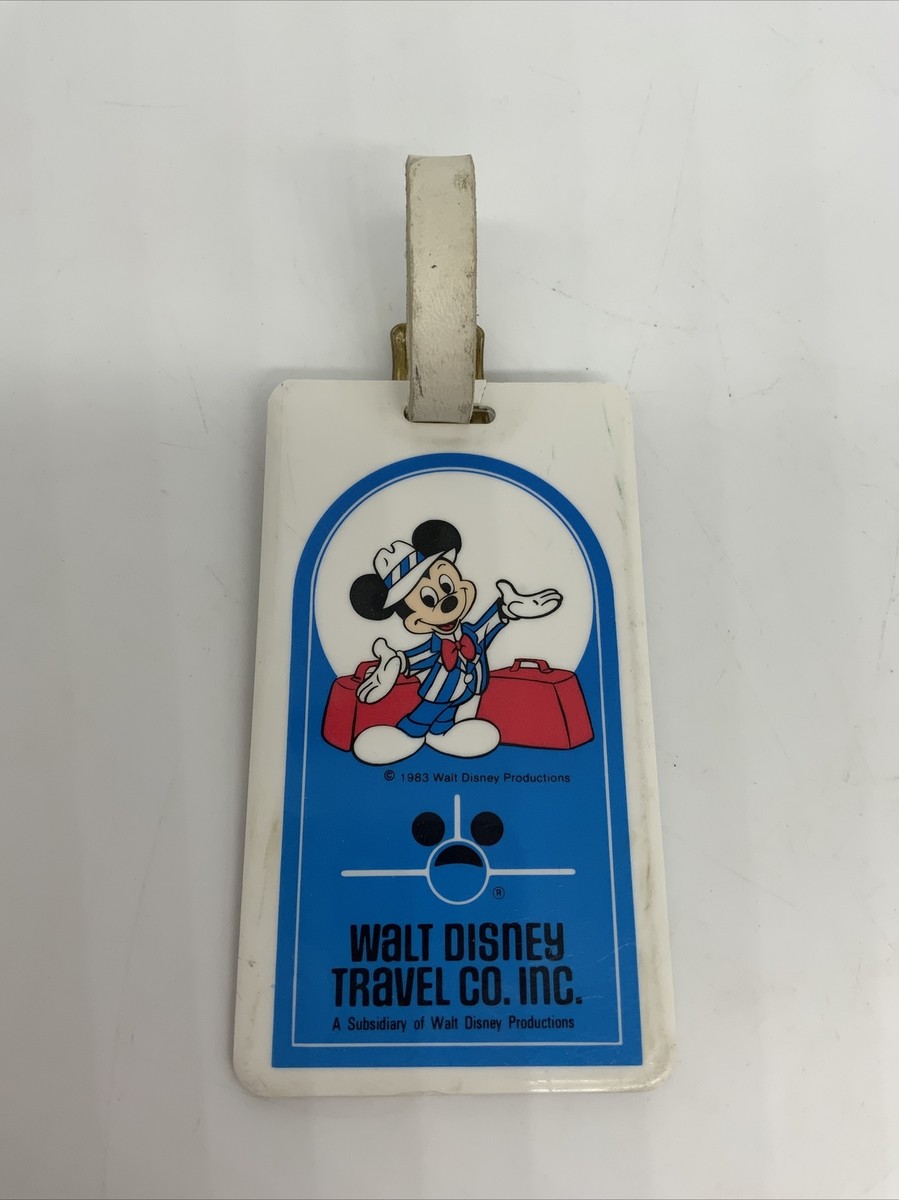 © 1983 Walt Disney Productions
®
WALT DISNEY
TRAVEL CO. INC.
A Subsidiary of Walt Disney Productions